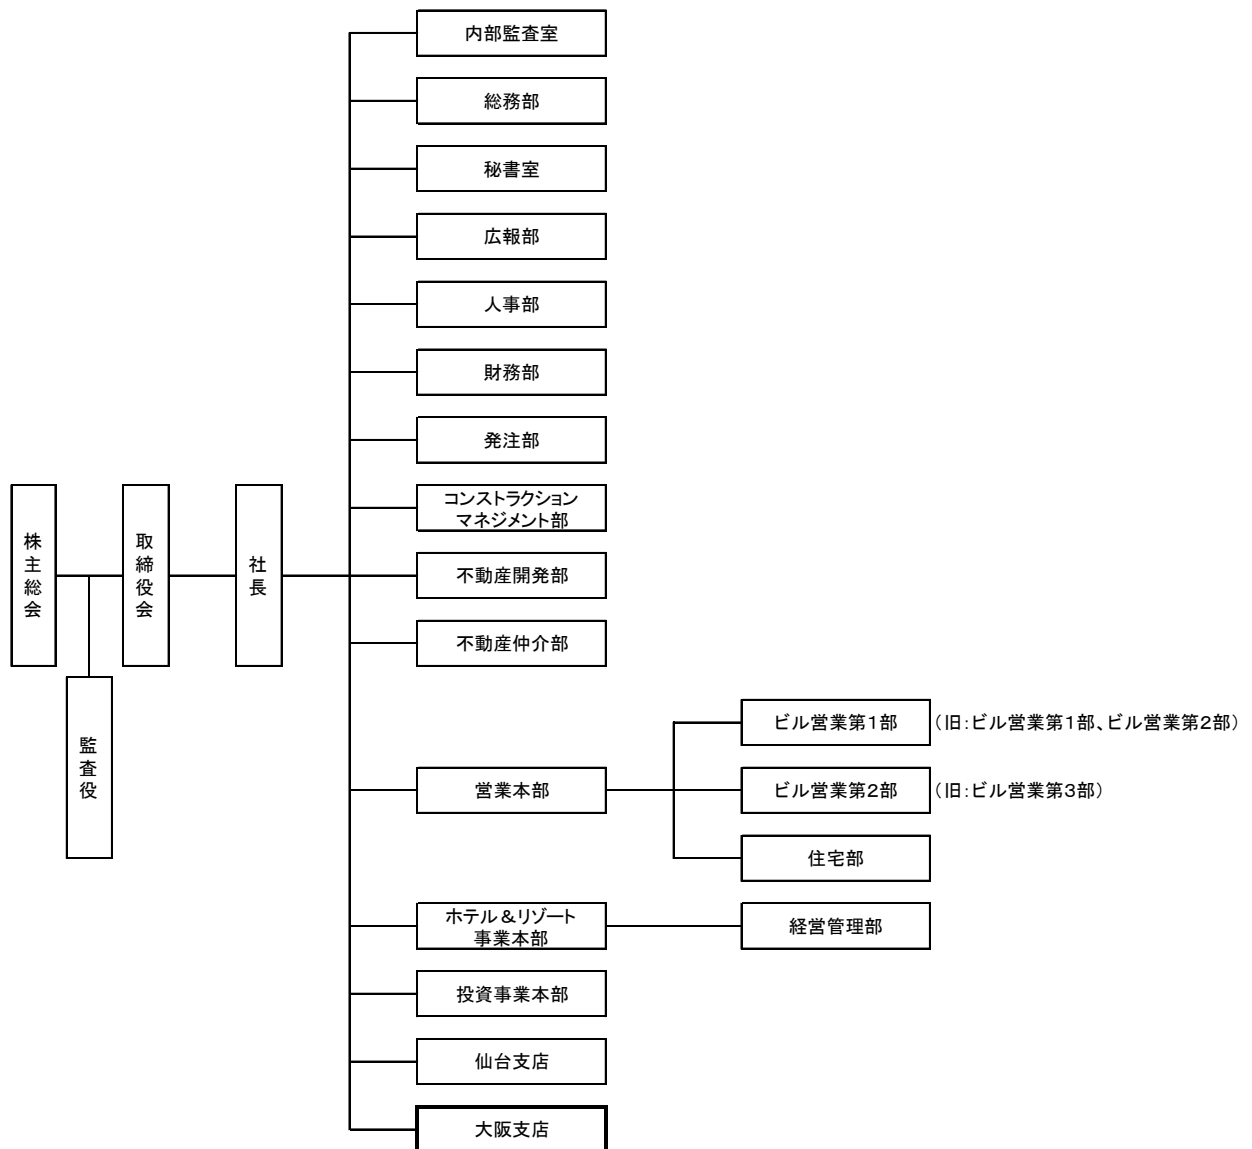 内部監査室
総務部
秘書室
広報部
人事部
財務部
発注部
コンストラクション
マネジメント部
不動産開発部
不動産仲介部
株主総会
取締役会
社長
監査役
ビル営業第1部 (旧:ビル営業第1部、ビル営業第2部)
営業本部
ビル営業第2部 (旧:ビル営業第3部)
住宅部
ホテル&リゾート
事業本部
経営管理部
投資事業本部
仙台支店
大阪支店